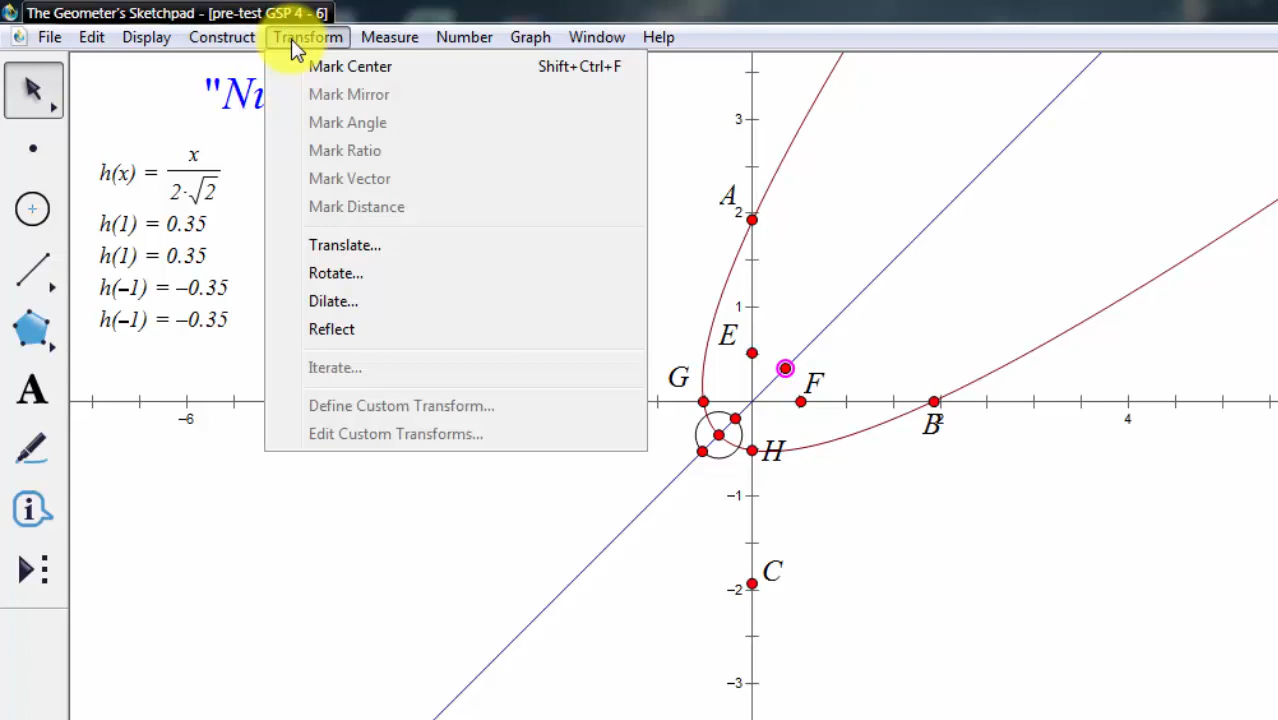 The Geometer's Sketchpad - [pre-test GSP 4 - 6]
File Edit Display Construct Transform Measure Number Graph Window Help
Mark Center Shift+Ctrl+F
Mark Mirror
Mark Angle
Mark Ratio
Mark Vector
Mark Distance
Translate...
Rotate...
Dilate...
Reflect
Iterate...
Define Custom Transform...
Edit Custom Transforms...
h(x) = x / 2·√2
h(1) = 0.35
h(1) = 0.35
h(–1) = –0.35
h(–1) = –0.35
A
3
A
2
1
E
G
F
-6
B
2
4
H
-1
C
-2
-3